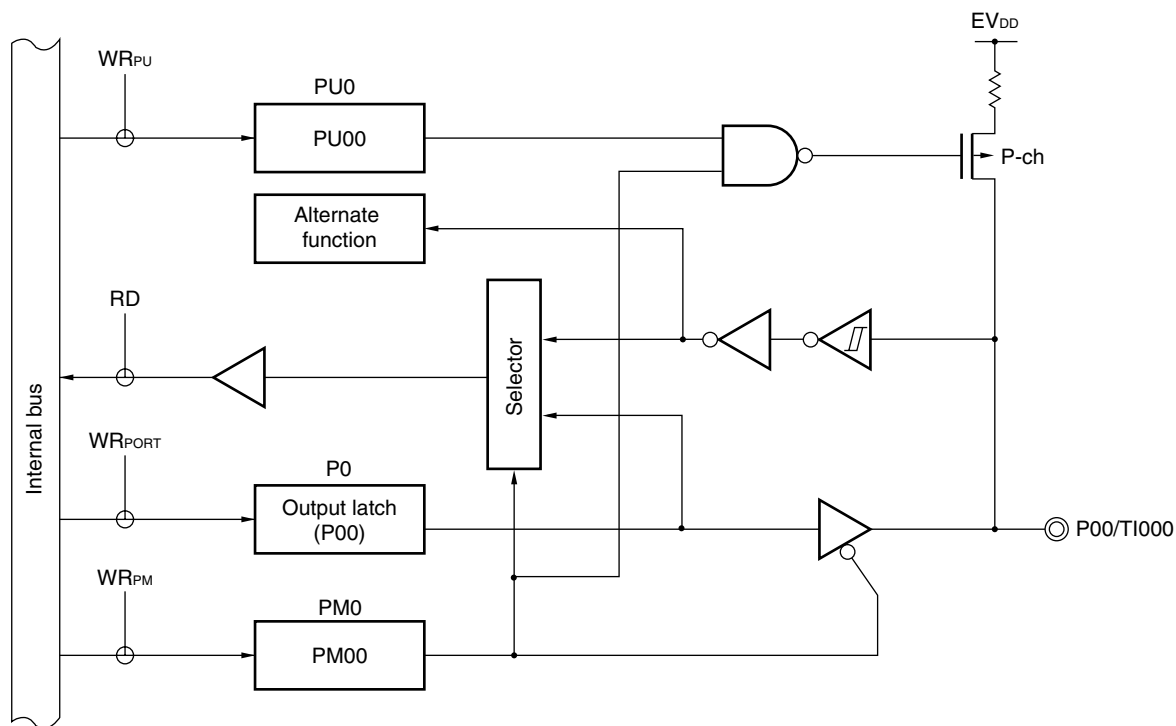 EVDD
WRPU
PU0
PU00
P-ch
Alternate
function
RD
Selector
Internal bus
WRPORT
P0
Output latch
(P00)
P00/TI000
WRPM
PM0
PM00